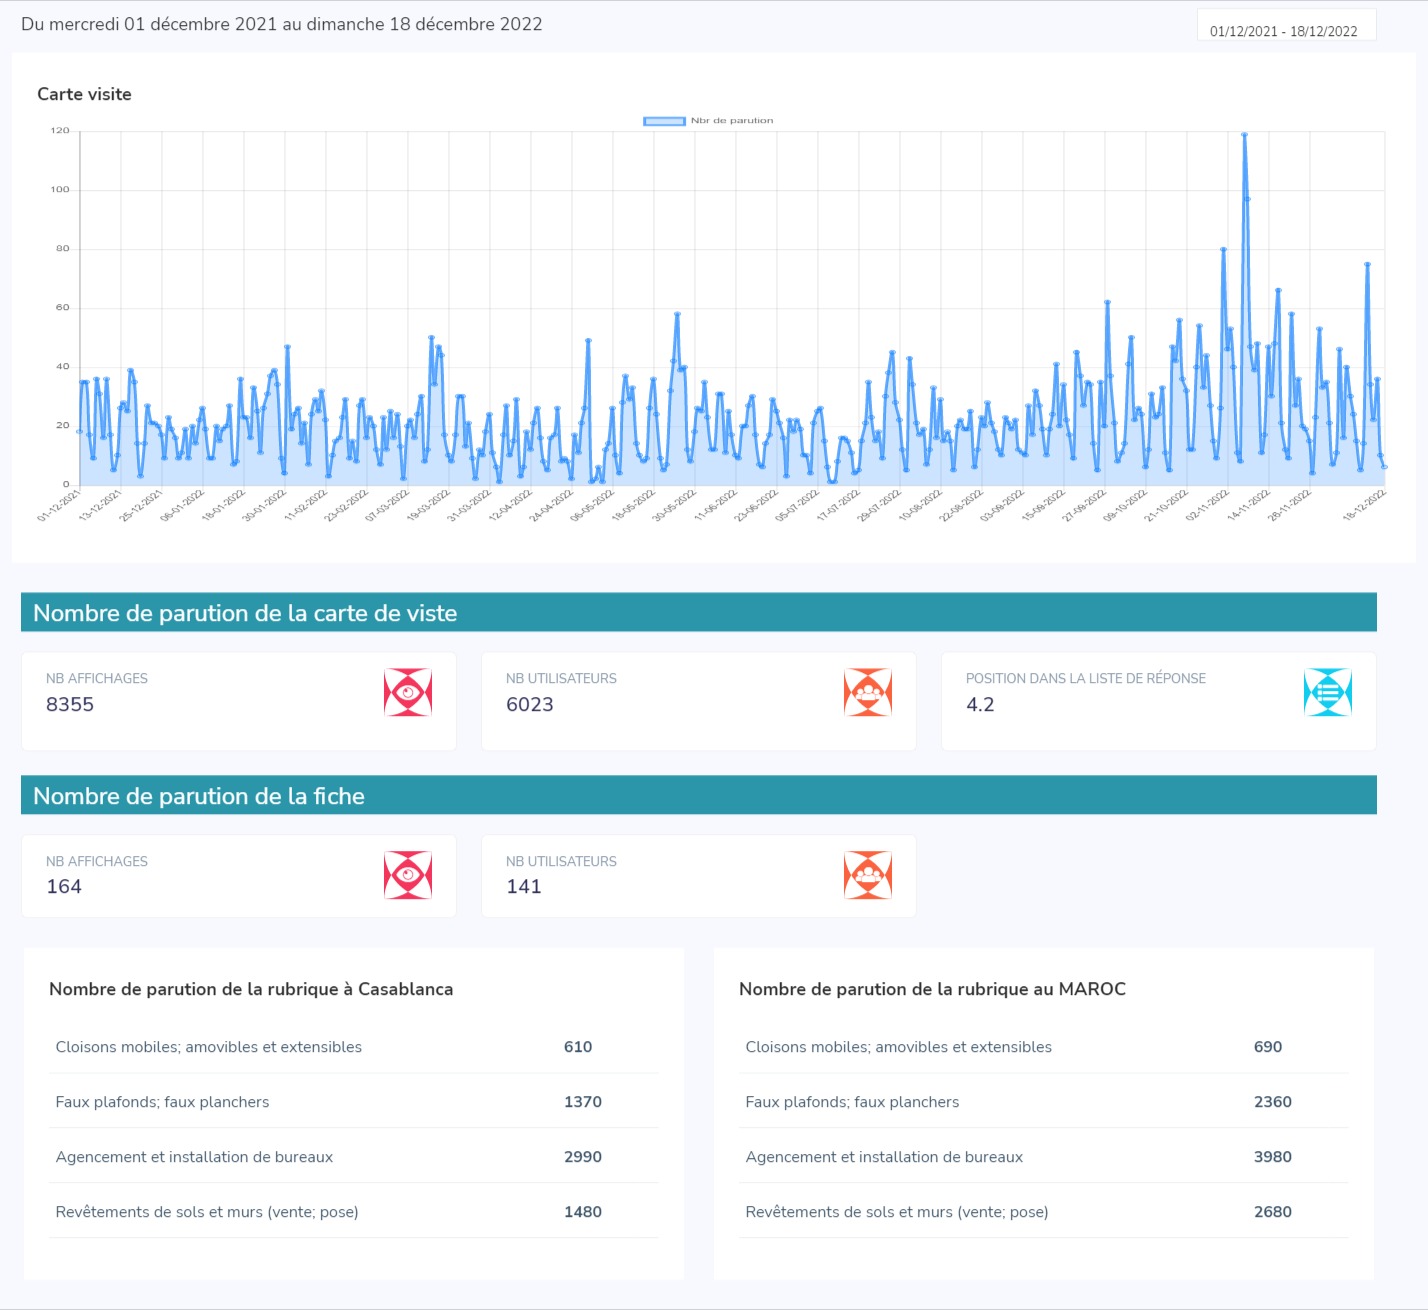 Du mercredi 01 décembre 2021 au dimanche 18 décembre 2022
01/12/2021 - 18/12/2022
Carte visite
Nbr de parution
120
100
80
60
40
20
0
01-12-2021
13-12-2021
25-12-2021
06-01-2022
18-01-2022
30-01-2022
11-02-2022
23-02-2022
07-03-2022
19-03-2022
31-03-2022
12-04-2022
24-04-2022
06-05-2022
18-05-2022
30-05-2022
11-06-2022
23-06-2022
05-07-2022
17-07-2022
29-07-2022
10-08-2022
22-08-2022
03-09-2022
15-09-2022
27-09-2022
09-10-2022
21-10-2022
02-11-2022
14-11-2022
26-11-2022
18-12-2022
Nombre de parution de la carte de viste
NB AFFICHAGES
8355
NB UTILISATEURS
6023
POSITION DANS LA LISTE DE RÉPONSE
4.2
Nombre de parution de la fiche
NB AFFICHAGES
164
NB UTILISATEURS
141
Nombre de parution de la rubrique à Casablanca
Cloisons mobiles; amovibles et extensibles 610
Faux plafonds; faux planchers 1370
Agencement et installation de bureaux 2990
Revêtements de sols et murs (vente; pose) 1480
Nombre de parution de la rubrique au MAROC
Cloisons mobiles; amovibles et extensibles 690
Faux plafonds; faux planchers 2360
Agencement et installation de bureaux 3980
Revêtements de sols et murs (vente; pose) 2680